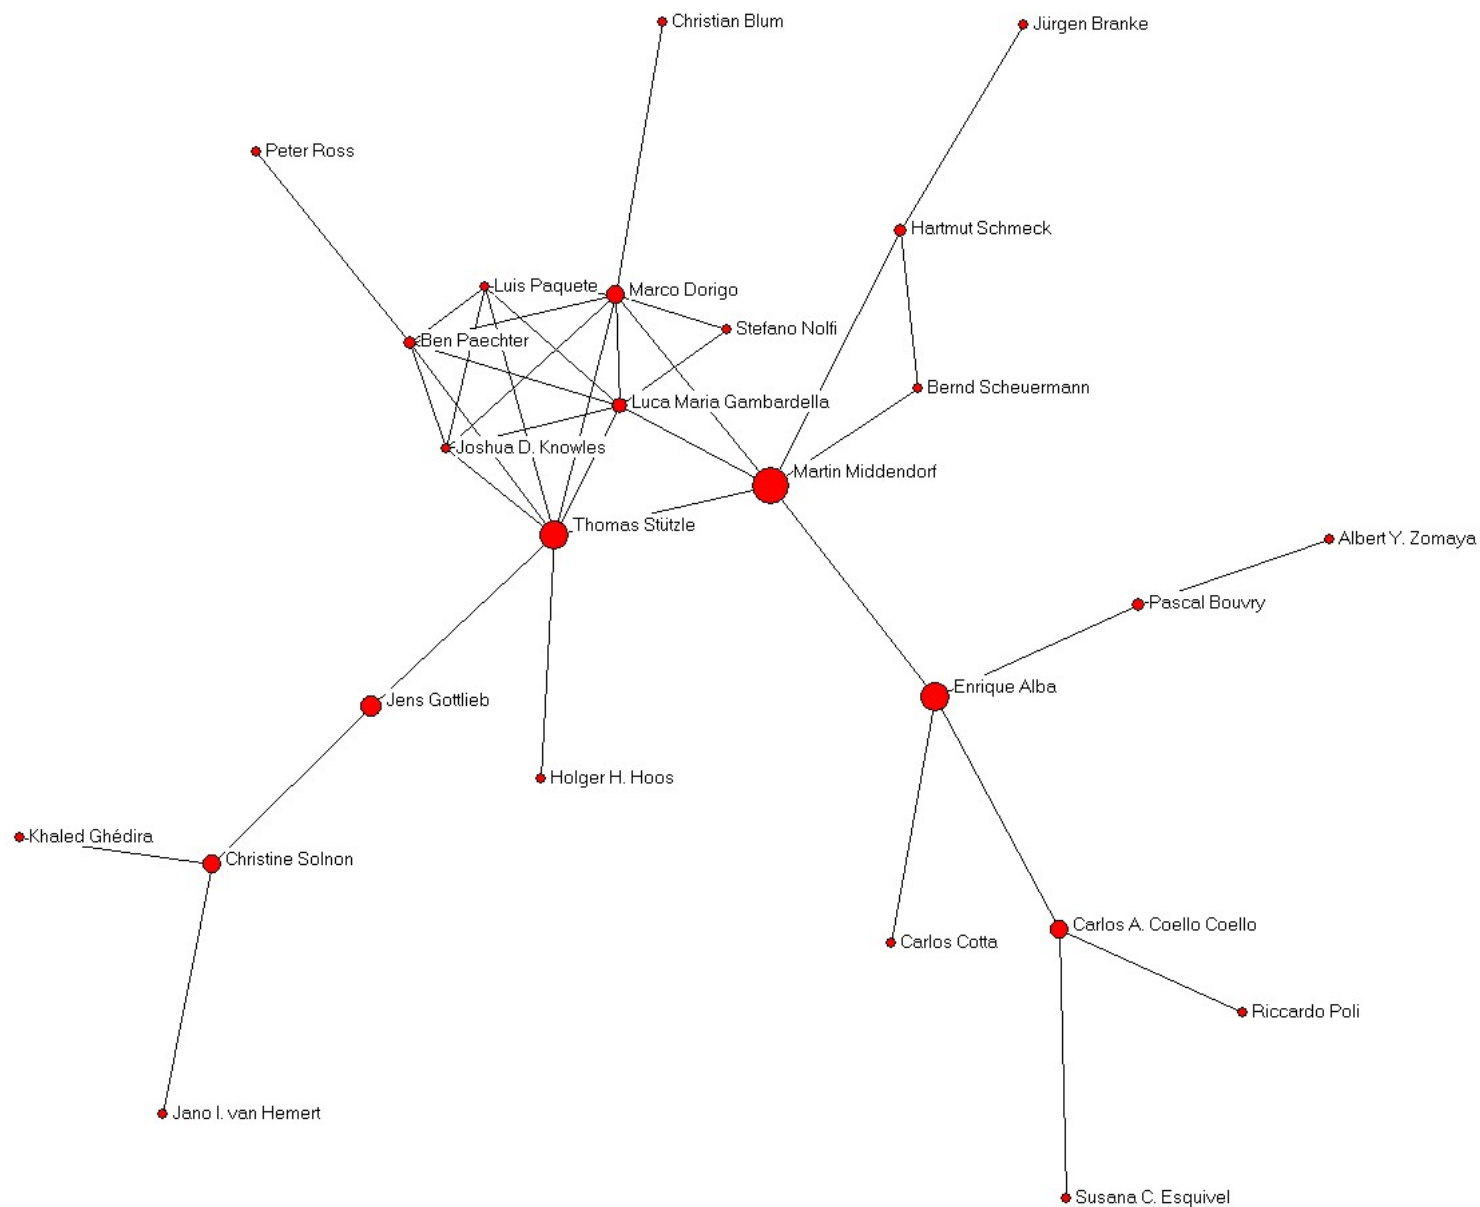 Christian Blum
Jürgen Branke
Peter Ross
Hartmut Schmeck
Luis Paquete
Marco Dorigo
Stefano Nolfi
Ben Paechter
Bernd Scheuermann
Luca Maria Gambardella
Joshua D. Knowles
Martin Middendorf
Thomas Stützle
Albert Y. Zomaya
Pascal Bouvry
Enrique Alba
Jens Gottlieb
Holger H. Hoos
Khaled Ghédira
Christine Solnon
Carlos A. Coello Coello
Carlos Cotta
Riccardo Poli
Jano I. van Hemert
Susana C. Esquivel